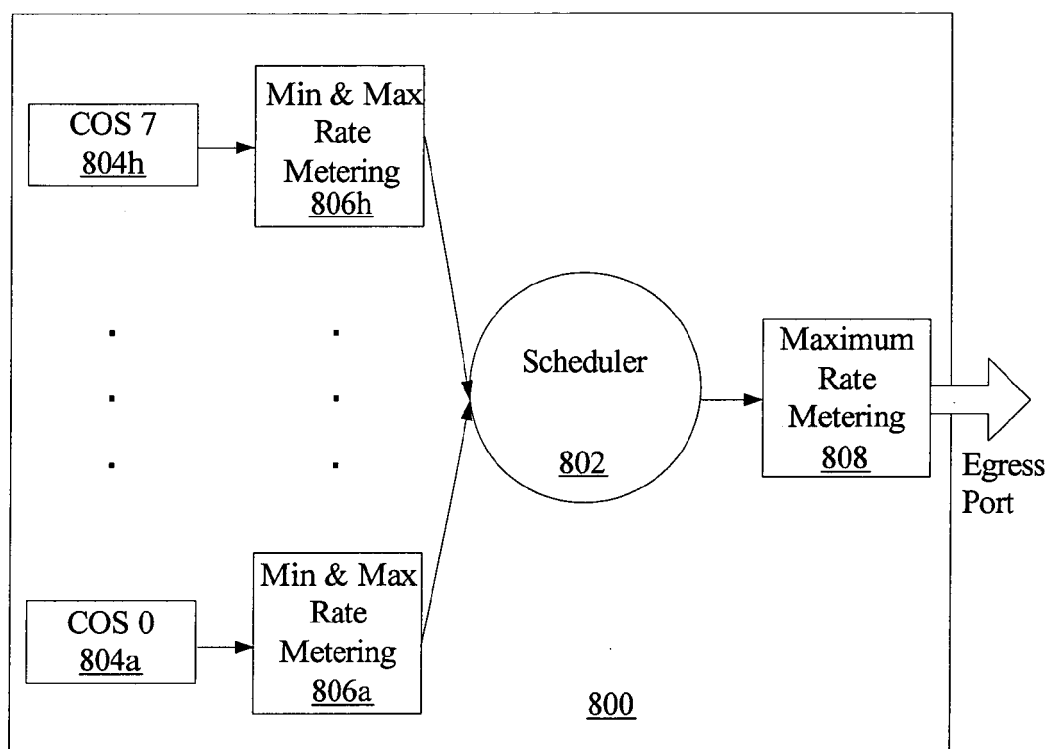 COS 7
804h
Min & Max
Rate
Metering
806h
Scheduler
802
Maximum
Rate
Metering
808
Egress
Port
COS 0
804a
Min & Max
Rate
Metering
806a
800